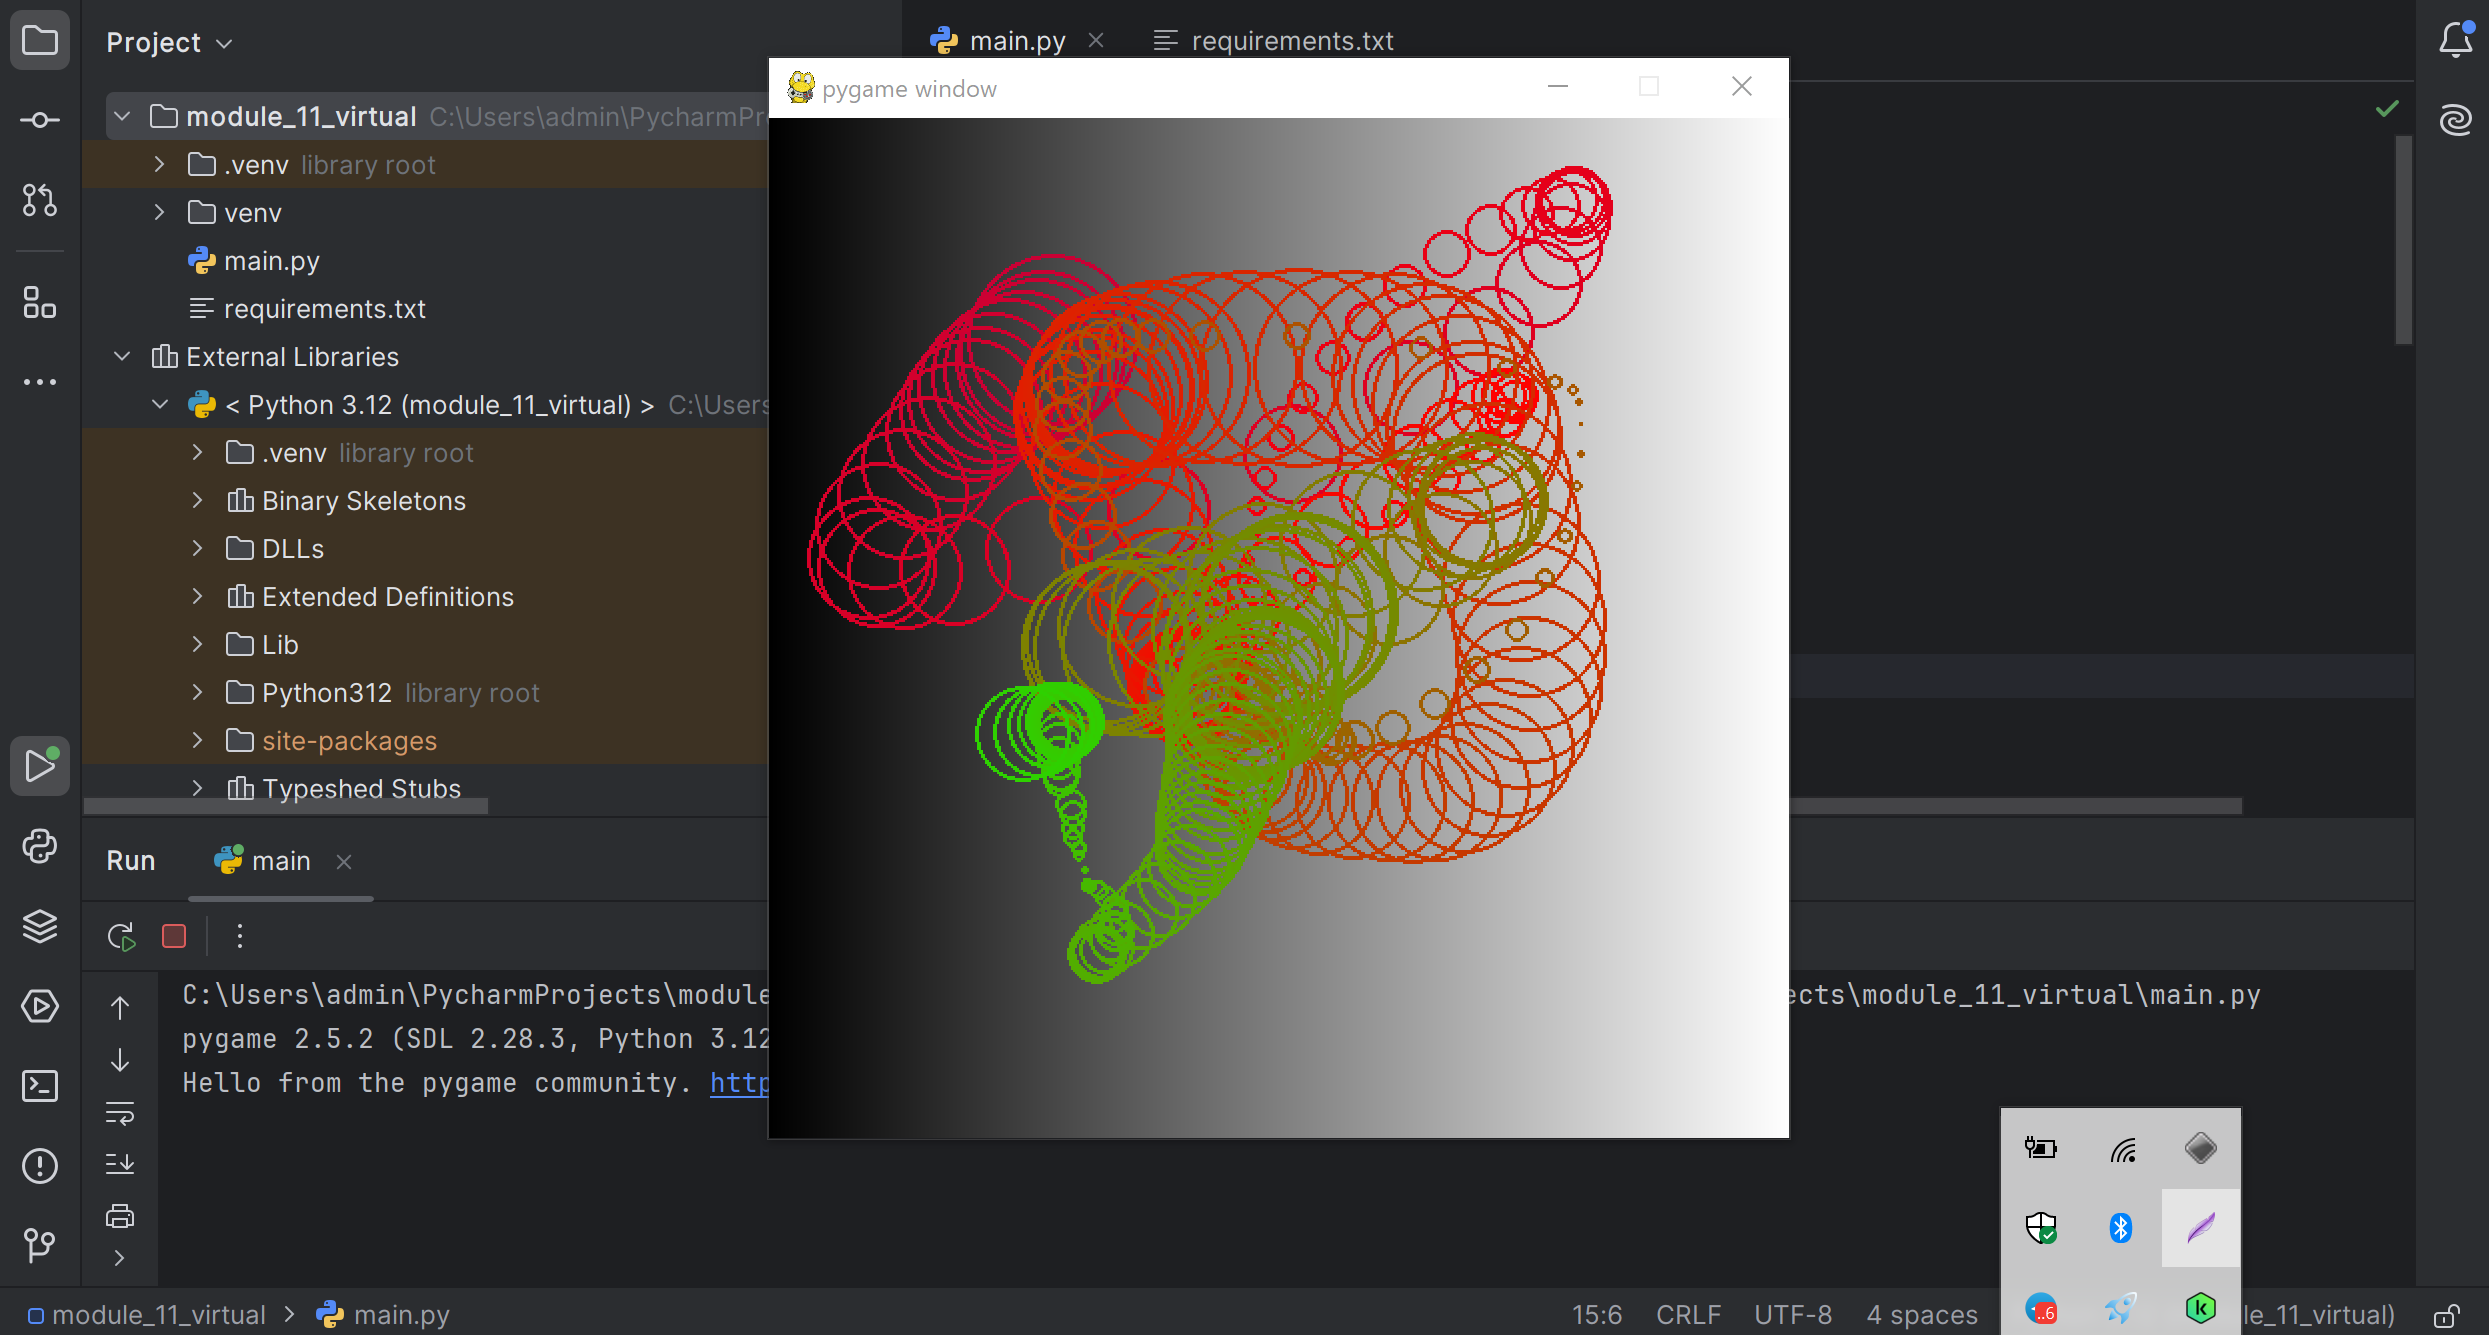 Project
main.py
requirements.txt
pygame window
module_11_virtual C:\Users\admin\PycharmPr
.venv library root
venv
main.py
requirements.txt
External Libraries
< Python 3.12 (module_11_virtual) > C:\Users
.venv library root
Binary Skeletons
DLLs
Extended Definitions
Lib
Python312 library root
site-packages
Typeshed Stubs
Run main
C:\Users\admin\PycharmProjects\module ects\module_11_virtual\main.py
pygame 2.5.2 (SDL 2.28.3, Python 3.12
Hello from the pygame community. http
..6
module_11_virtual > main.py 15:6 CRLF UTF-8 4 spaces le_11_virtual)